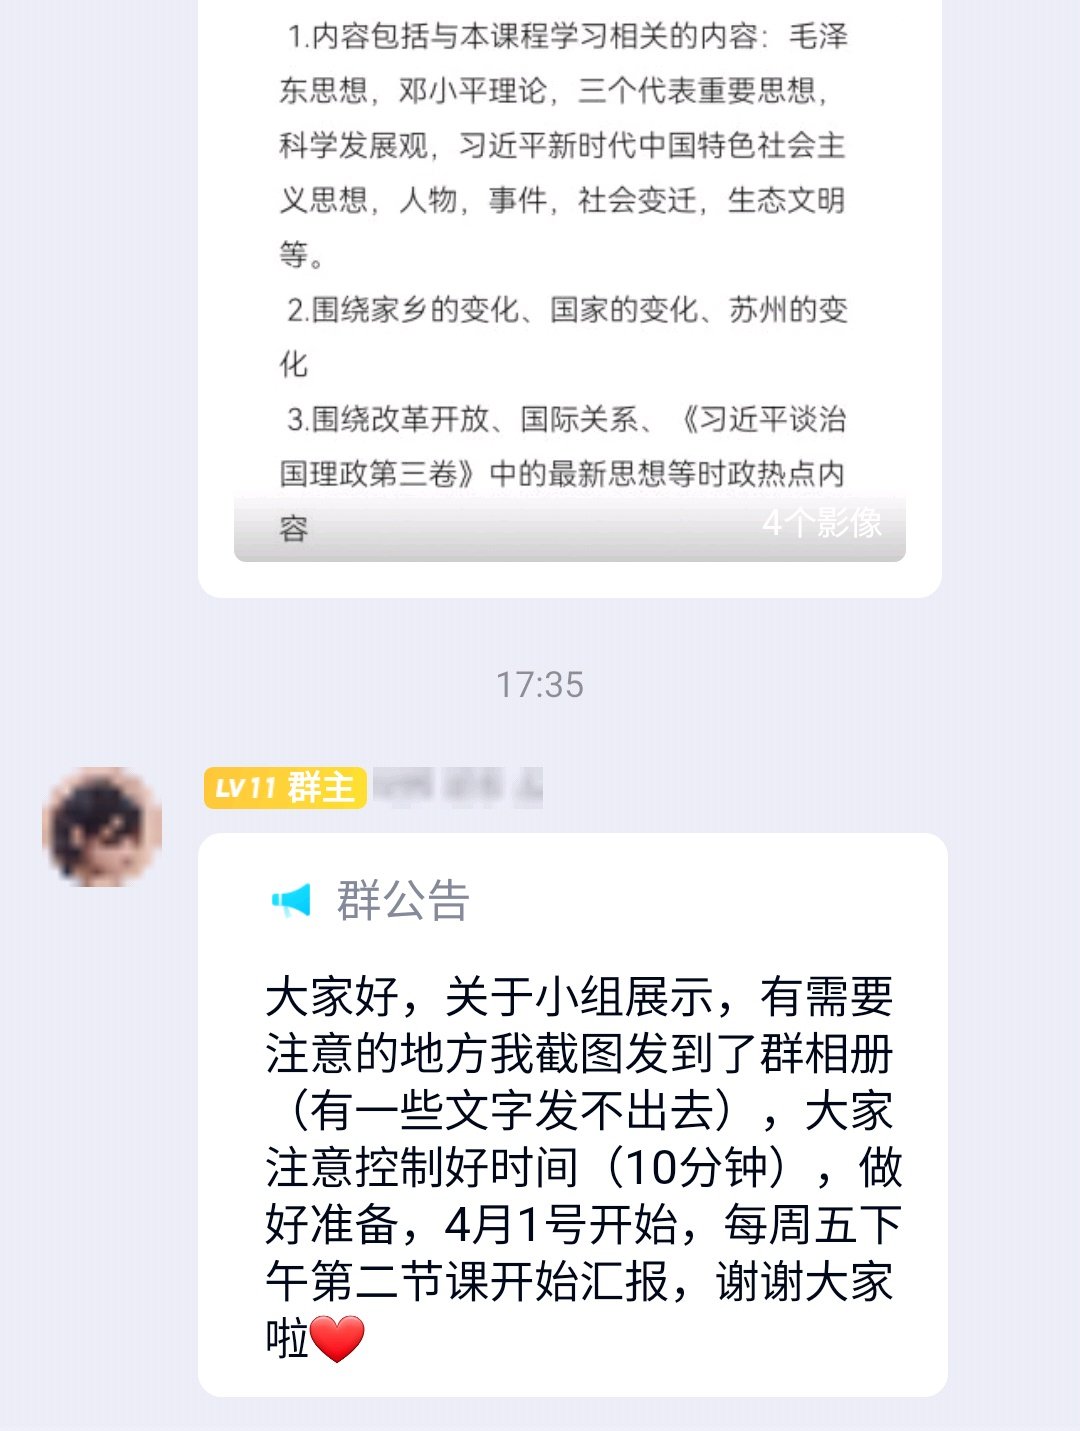 1.内容包括与本课程学习相关的内容：毛泽
东思想，邓小平理论，三个代表重要思想，
科学发展观，习近平新时代中国特色社会主
义思想，人物，事件，社会变迁，生态文明
等。
2.围绕家乡的变化、国家的变化、苏州的变
化
3.围绕改革开放、国际关系、《习近平谈治
国理政第三卷》中的最新思想等时政热点内
容
4个影像
17:35
LV11 群主
群公告
大家好，关于小组展示，有需要
注意的地方我截图发到了群相册
（有一些文字发不出去），大家
注意控制好时间（10分钟），做
好准备，4月1号开始，每周五下
午第二节课开始汇报，谢谢大家
啦❤️